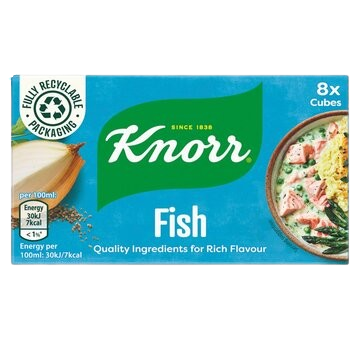 FULLY RECYCLABLE
PACKAGING
8x
Cubes
SINCE 1838
Knorr
per 100ml:
Energy
30kJ
7kcal
<1%*
Energy per
100ml: 30kJ/7kcal
Fish
Quality Ingredients for Rich Flavour